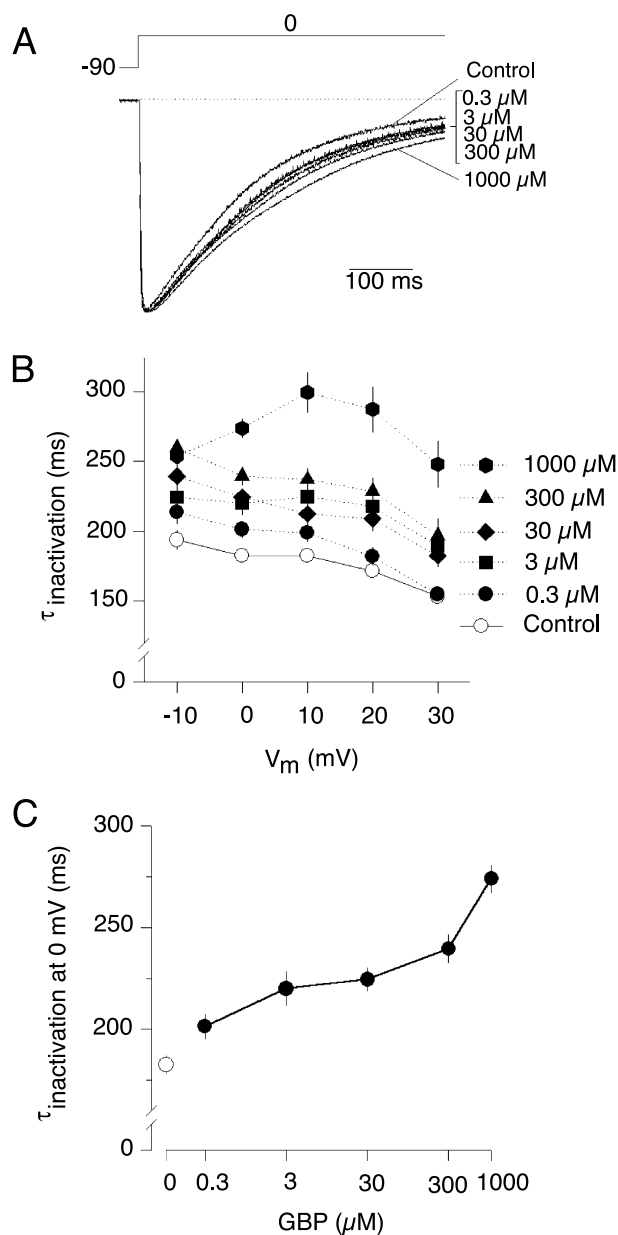 A
0
-90
Control
0.3 µM
3 µM
30 µM
300 µM
1000 µM
100 ms
B
τ inactivation (ms)
300
250
200
150
0
-10 0 10 20 30
Vm (mV)
1000 µM
300 µM
30 µM
3 µM
0.3 µM
Control
C
τ inactivation at 0 mV (ms)
300
250
200
0
0 0.3 3 30 300 1000
GBP (µM)